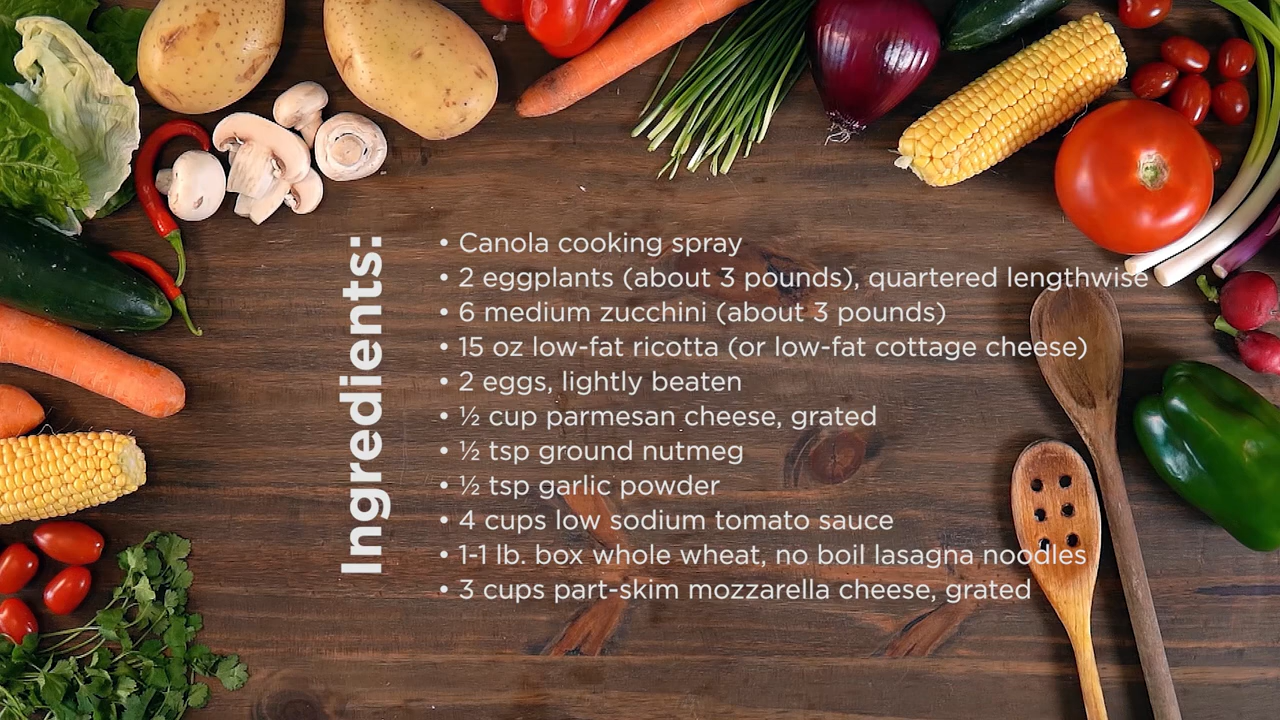 Ingredients:
• Canola cooking spray
• 2 eggplants (about 3 pounds), quartered lengthwise
• 6 medium zucchini (about 3 pounds)
• 15 oz low-fat ricotta (or low-fat cottage cheese)
• 2 eggs, lightly beaten
• ½ cup parmesan cheese, grated
• ½ tsp ground nutmeg
• ½ tsp garlic powder
• 4 cups low sodium tomato sauce
• 1-1 lb. box whole wheat, no boil lasagna noodles
• 3 cups part-skim mozzarella cheese, grated